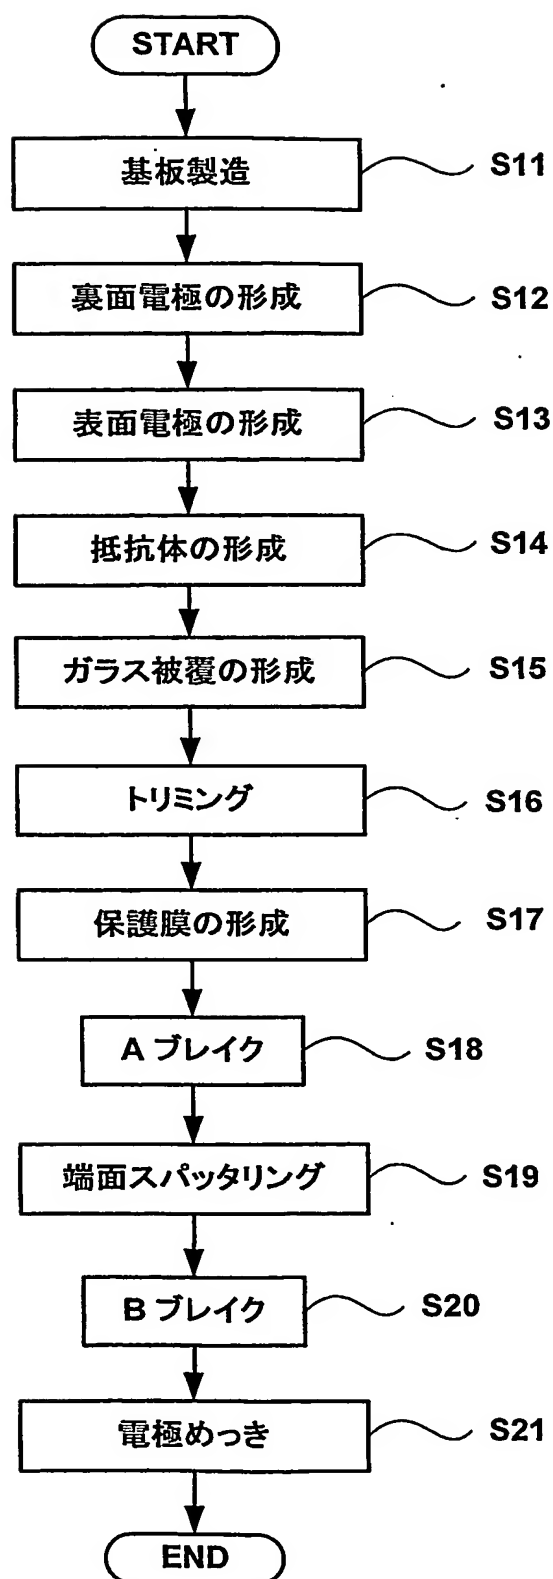 START
基板製造 S11
裏面電極の形成 S12
表面電極の形成 S13
抵抗体の形成 S14
ガラス被覆の形成 S15
トリミング S16
保護膜の形成 S17
A ブレイク S18
端面スパッタリング S19
B ブレイク S20
電極めっき S21
END